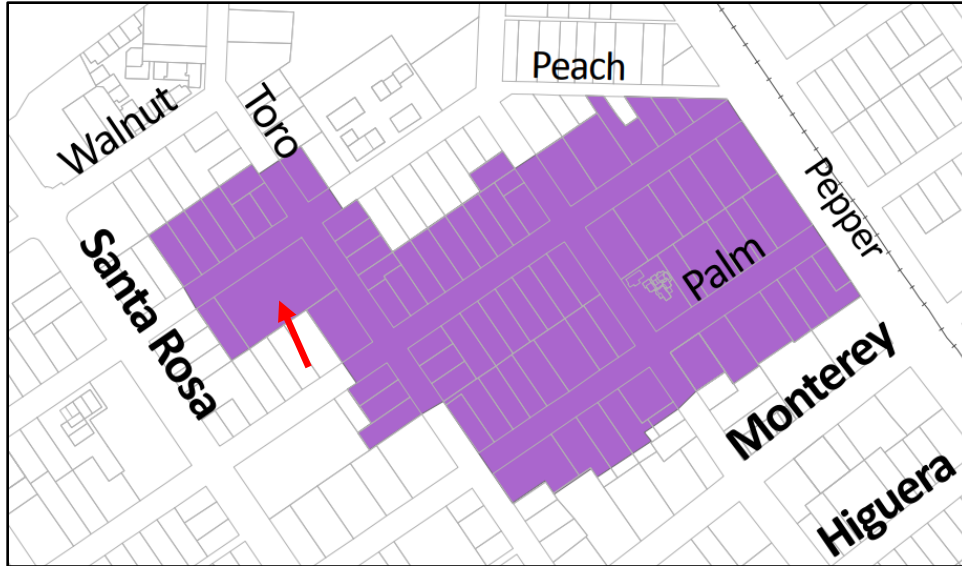 Peach
Walnut
Toro
Pepper
Santa Rosa
Palm
Monterey
Higuera